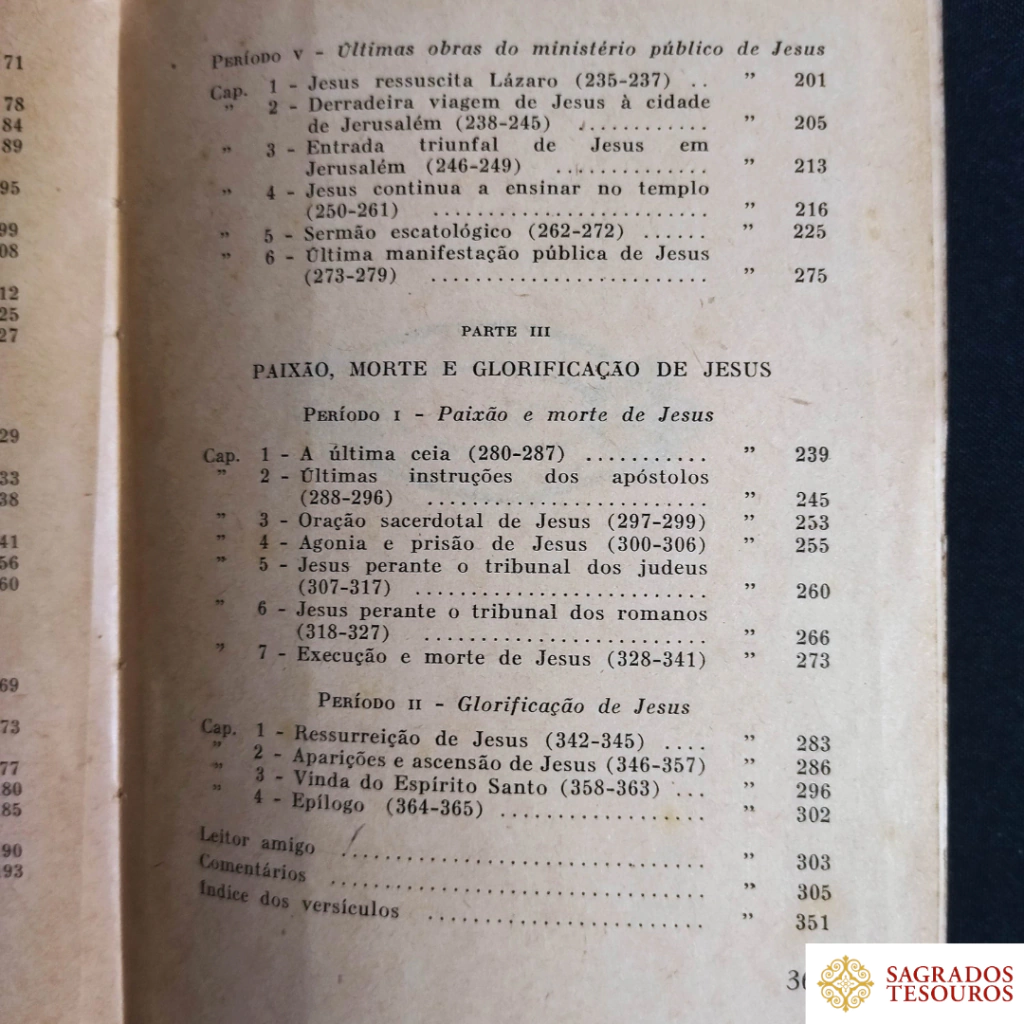 71
78
84
89
95
99
08
12
25
27
29
33
38
41
56
60
69
73
77
80
85
90
93
PERÍODO V - Últimas obras do ministério público de Jesus
Cap. 1 - Jesus ressuscita Lázaro (235-237) .. ” 201
” 2 - Derradeira viagem de Jesus à cidade
de Jerusalém (238-245) ............ ” 205
” 3 - Entrada triunfal de Jesus em
Jerusalém (246-249) .............. ” 213
” 4 - Jesus continua a ensinar no templo
(250-261) ......................... ” 216
” 5 - Sermão escatológico (262-272) ...... ” 225
” 6 - Última manifestação pública de Jesus
(273-279) ......................... ” 275
PARTE III
PAIXÃO, MORTE E GLORIFICAÇÃO DE JESUS
PERÍODO I - Paixão e morte de Jesus
Cap. 1 - A última ceia (280-287) ........... ” 239
” 2 - Últimas instruções dos apóstolos
(288-296) ......................... ” 245
” 3 - Oração sacerdotal de Jesus (297-299) ” 253
” 4 - Agonia e prisão de Jesus (300-306) ” 255
” 5 - Jesus perante o tribunal dos judeus
(307-317) .......................... ” 260
” 6 - Jesus perante o tribunal dos romanos
(318-327) ......................... ” 266
” 7 - Execução e morte de Jesus (328-341) ” 273
PERÍODO II - Glorificação de Jesus
Cap. 1 - Ressurreição de Jesus (342-345) .... ” 283
” 2 - Aparições e ascensão de Jesus (346-357) ” 286
” 3 - Vinda do Espírito Santo (358-363) ... ” 296
” 4 - Epílogo (364-365) .................. ” 302
Leitor amigo ................................ ” 303
Comentários ................................. ” 305
Índice dos versículos ........................ ” 351
SAGRADOS
TESOUROS